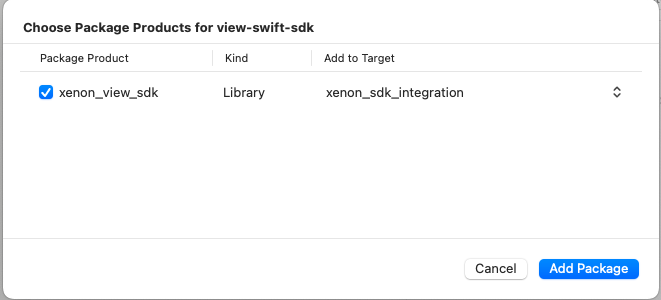 Choose Package Products for view-swift-sdk
Package Product Kind Add to Target
xenon_view_sdk Library xenon_sdk_integration
Cancel Add Package